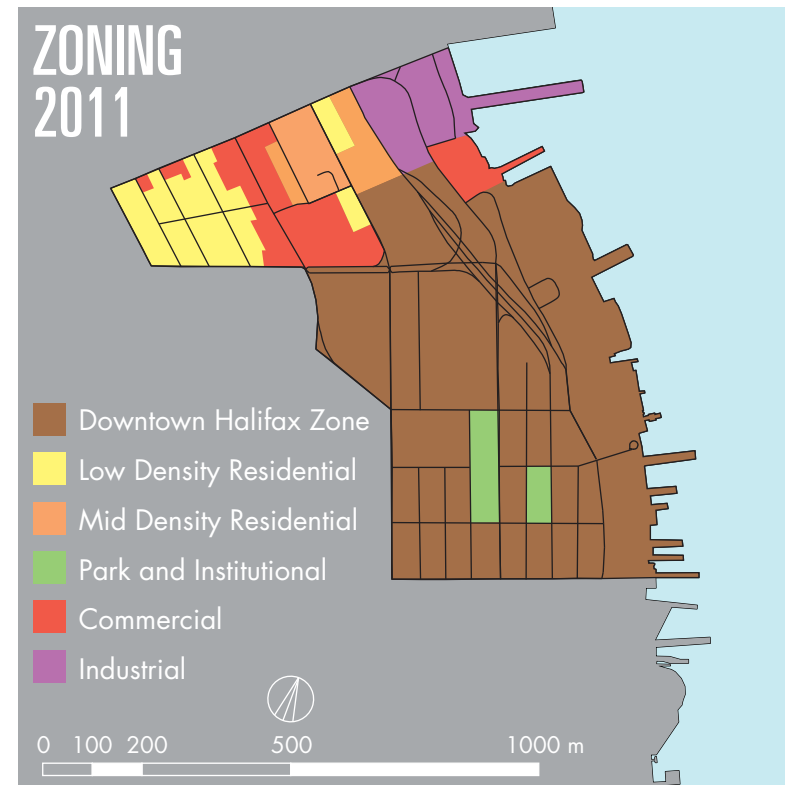 ZONING
2011
Downtown Halifax Zone
Low Density Residential
Mid Density Residential
Park and Institutional
Commercial
Industrial
0 100 200 500 1000 m